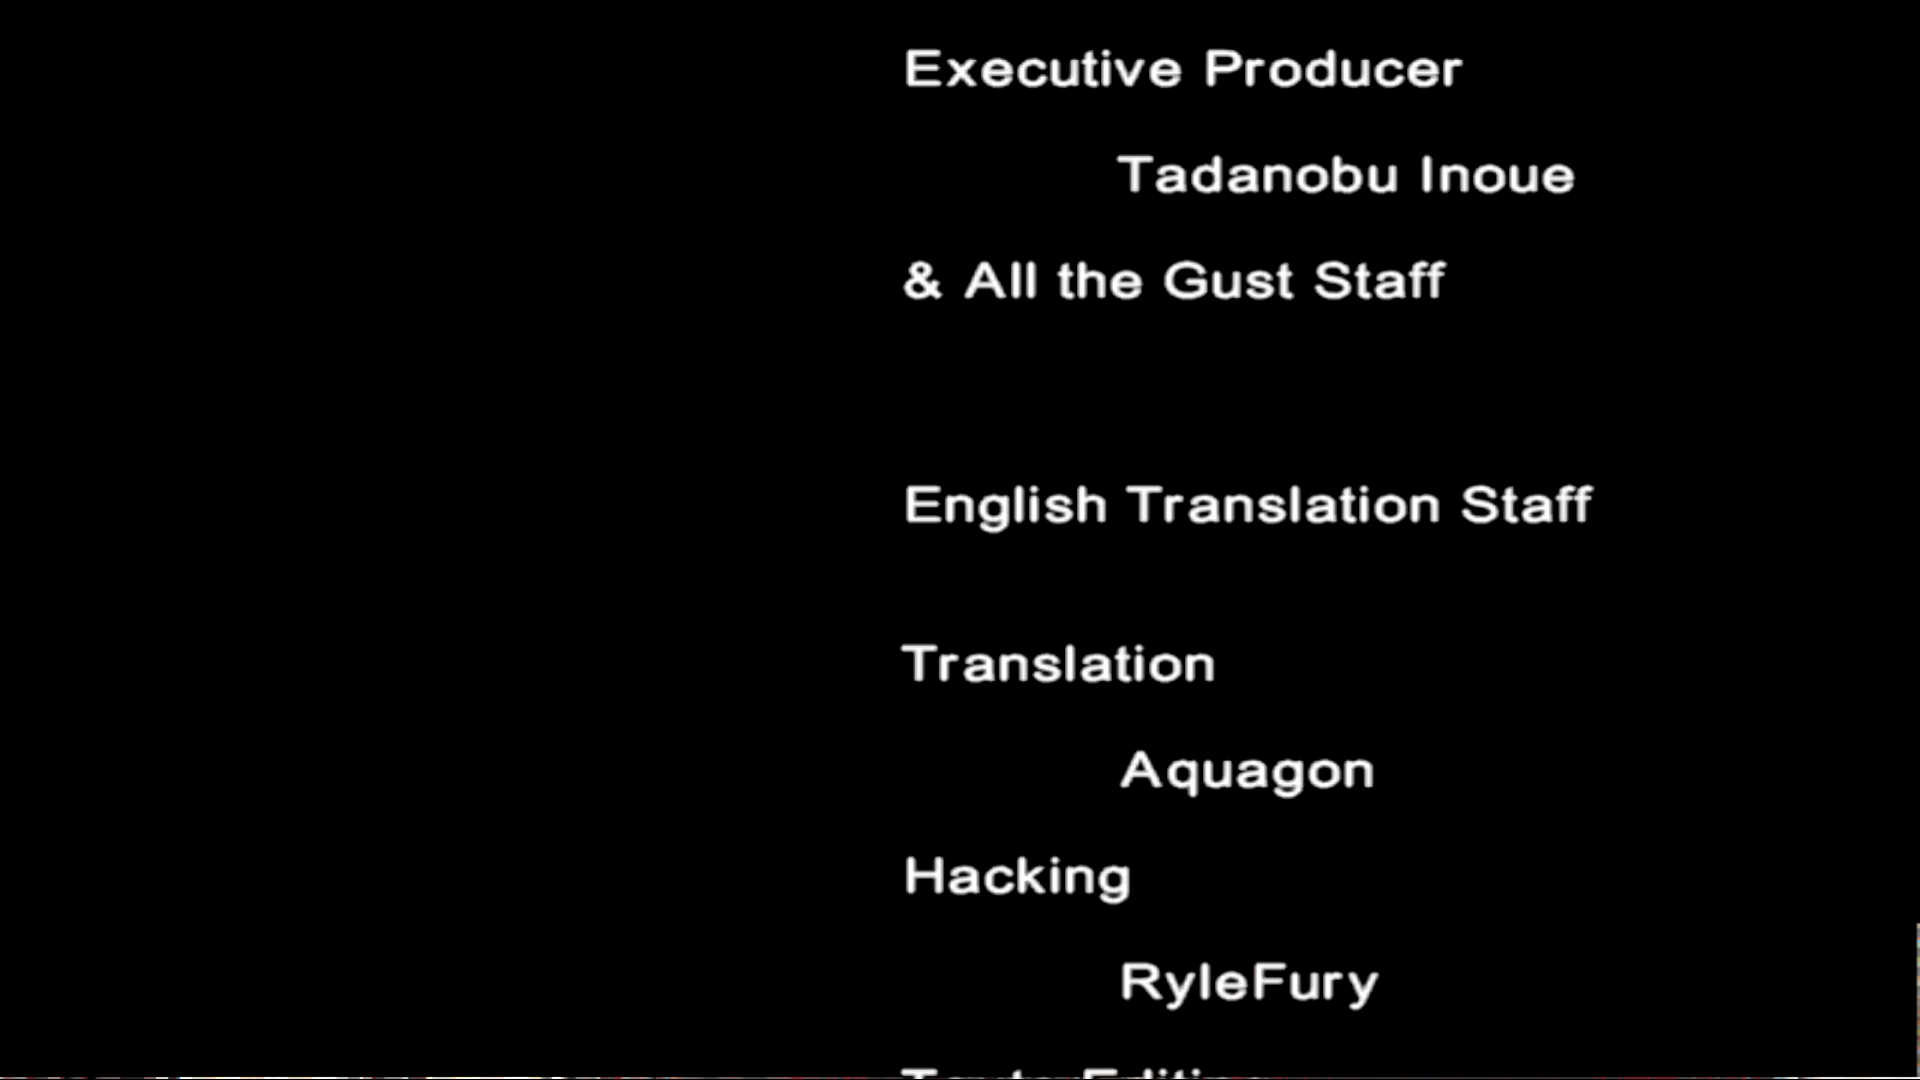 Executive Producer
Tadanobu Inoue
& All the Gust Staff
English Translation Staff
Translation
Aquagon
Hacking
RyleFury